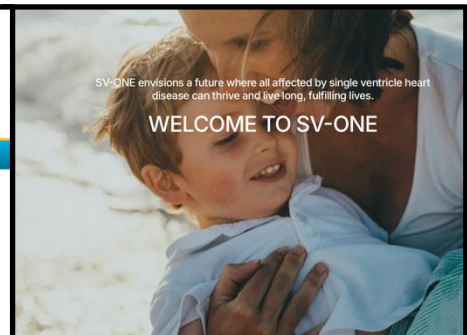 SV-ONE envisions a future where all affected by single ventricle heart
disease can thrive and live long, fulfilling lives.
WELCOME TO SV-ONE